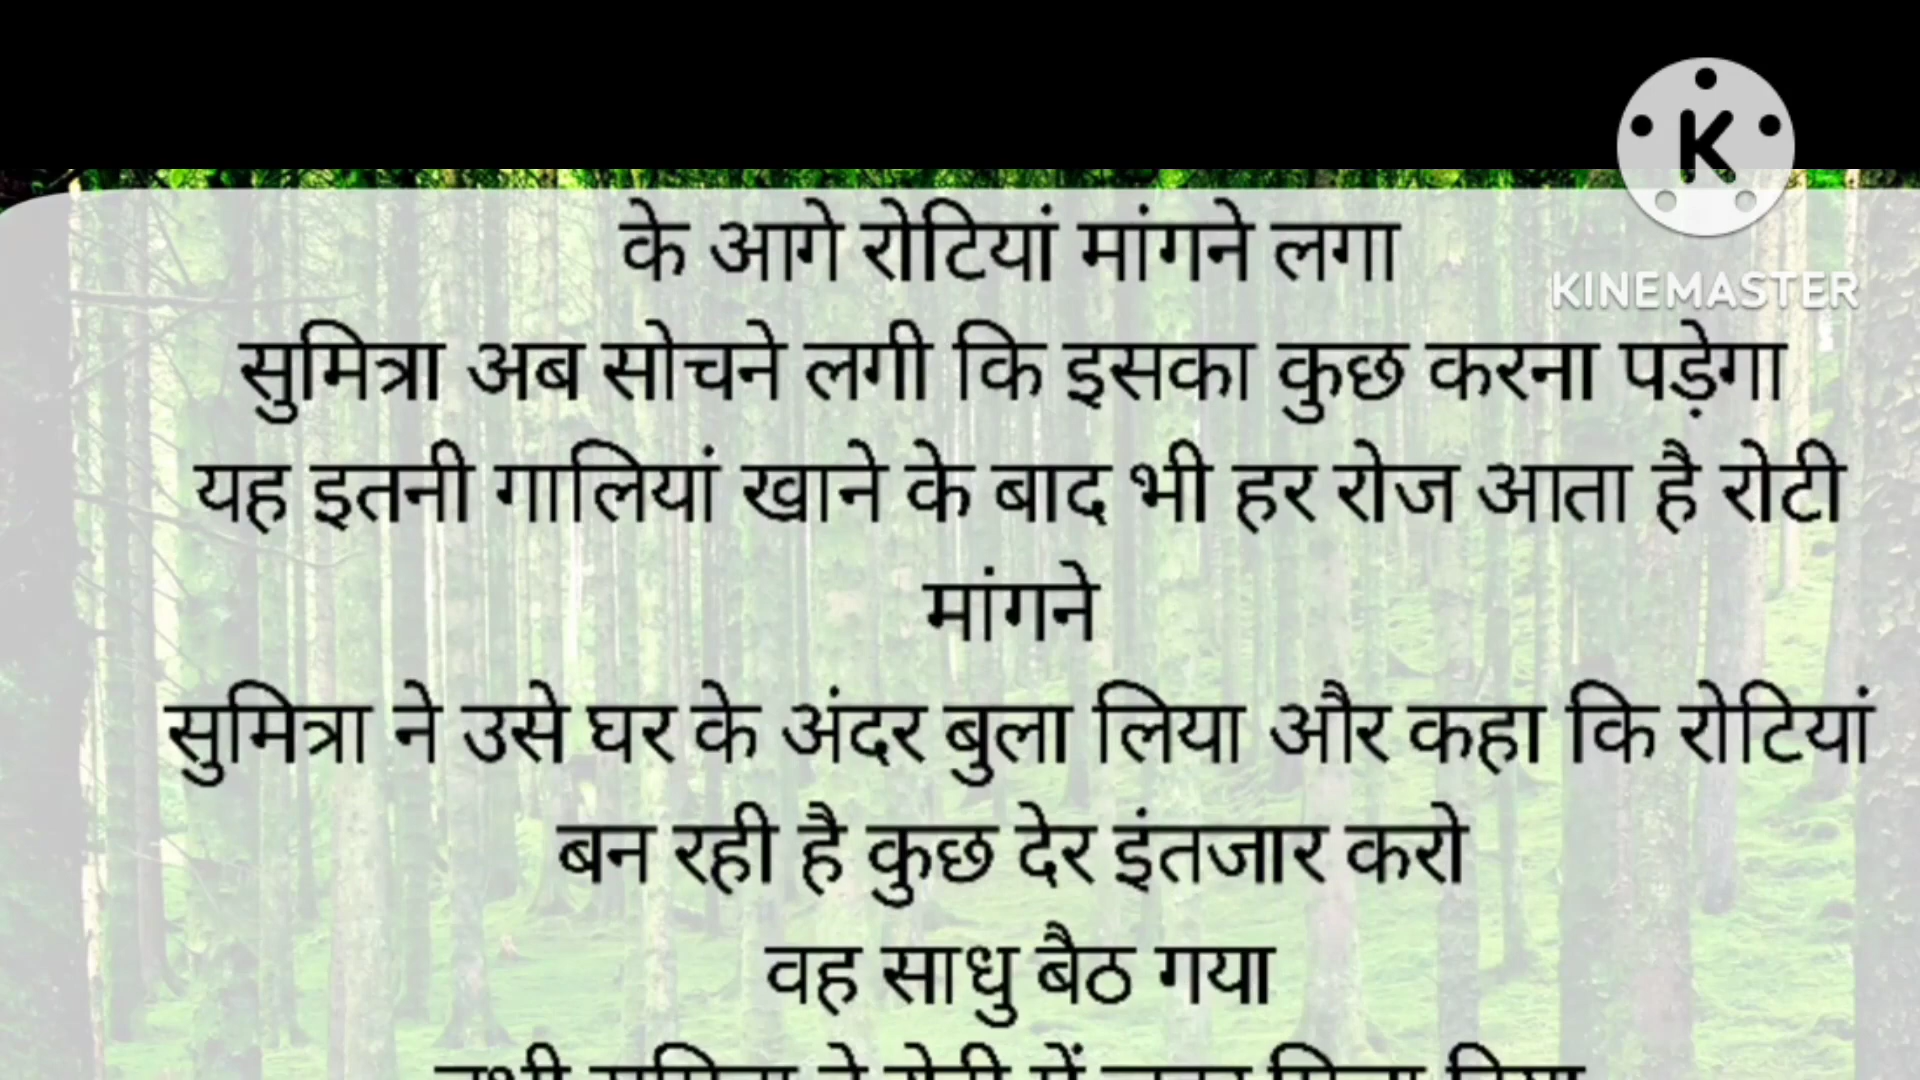 K
KINEMASTER
के आगे रोटियां मांगने लगा
सुमित्रा अब सोचने लगी कि इसका कुछ करना पड़ेगा
यह इतनी गालियां खाने के बाद भी हर रोज आता है रोटी
मांगने
सुमित्रा ने उसे घर के अंदर बुला लिया और कहा कि रोटियां
बन रही है कुछ देर इंतजार करो
वह साधु बैठ गया